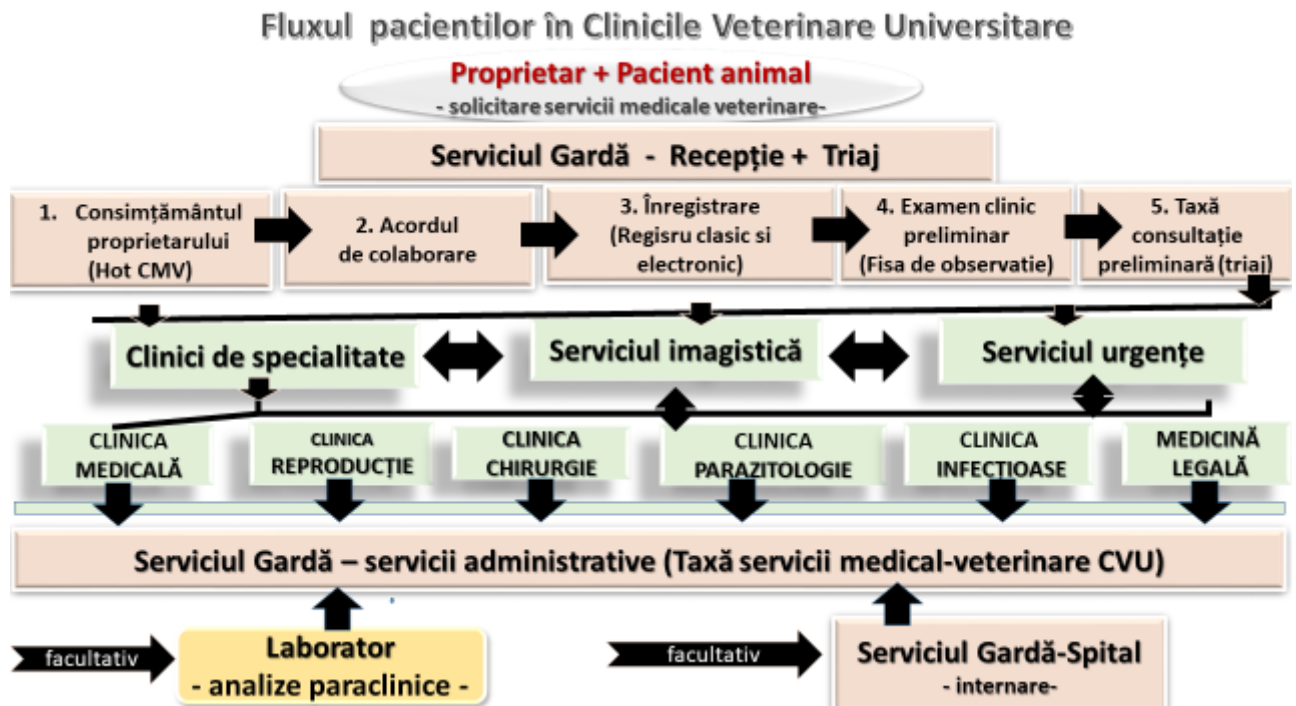 Fluxul pacientilor în Clinicile Veterinare Universitare
Proprietar + Pacient animal
- solicitare servicii medicale veterinare-
Serviciul Gardă - Recepție + Triaj
1. Consimțământul
proprietarului
(Hot CMV)
2. Acordul
de colaborare
3. Înregistrare
(Regisru clasic si
electronic)
4. Examen clinic
preliminar
(Fisa de observatie)
5. Taxă
consultație
preliminară (triaj)
Clinici de specialitate
Serviciul imagistică
Serviciul urgențe
CLINICA
MEDICALĂ
CLINICA
REPRODUCȚIE
CLINICA
CHIRURGIE
CLINICA
PARAZITOLOGIE
CLINICA
INFECȚIOASE
MEDICINĂ
LEGALĂ
Serviciul Gardă – servicii administrative (Taxă servicii medical-veterinare CVU)
facultativ
Laborator
- analize paraclinice -
facultativ
Serviciul Gardă-Spital
- internare-